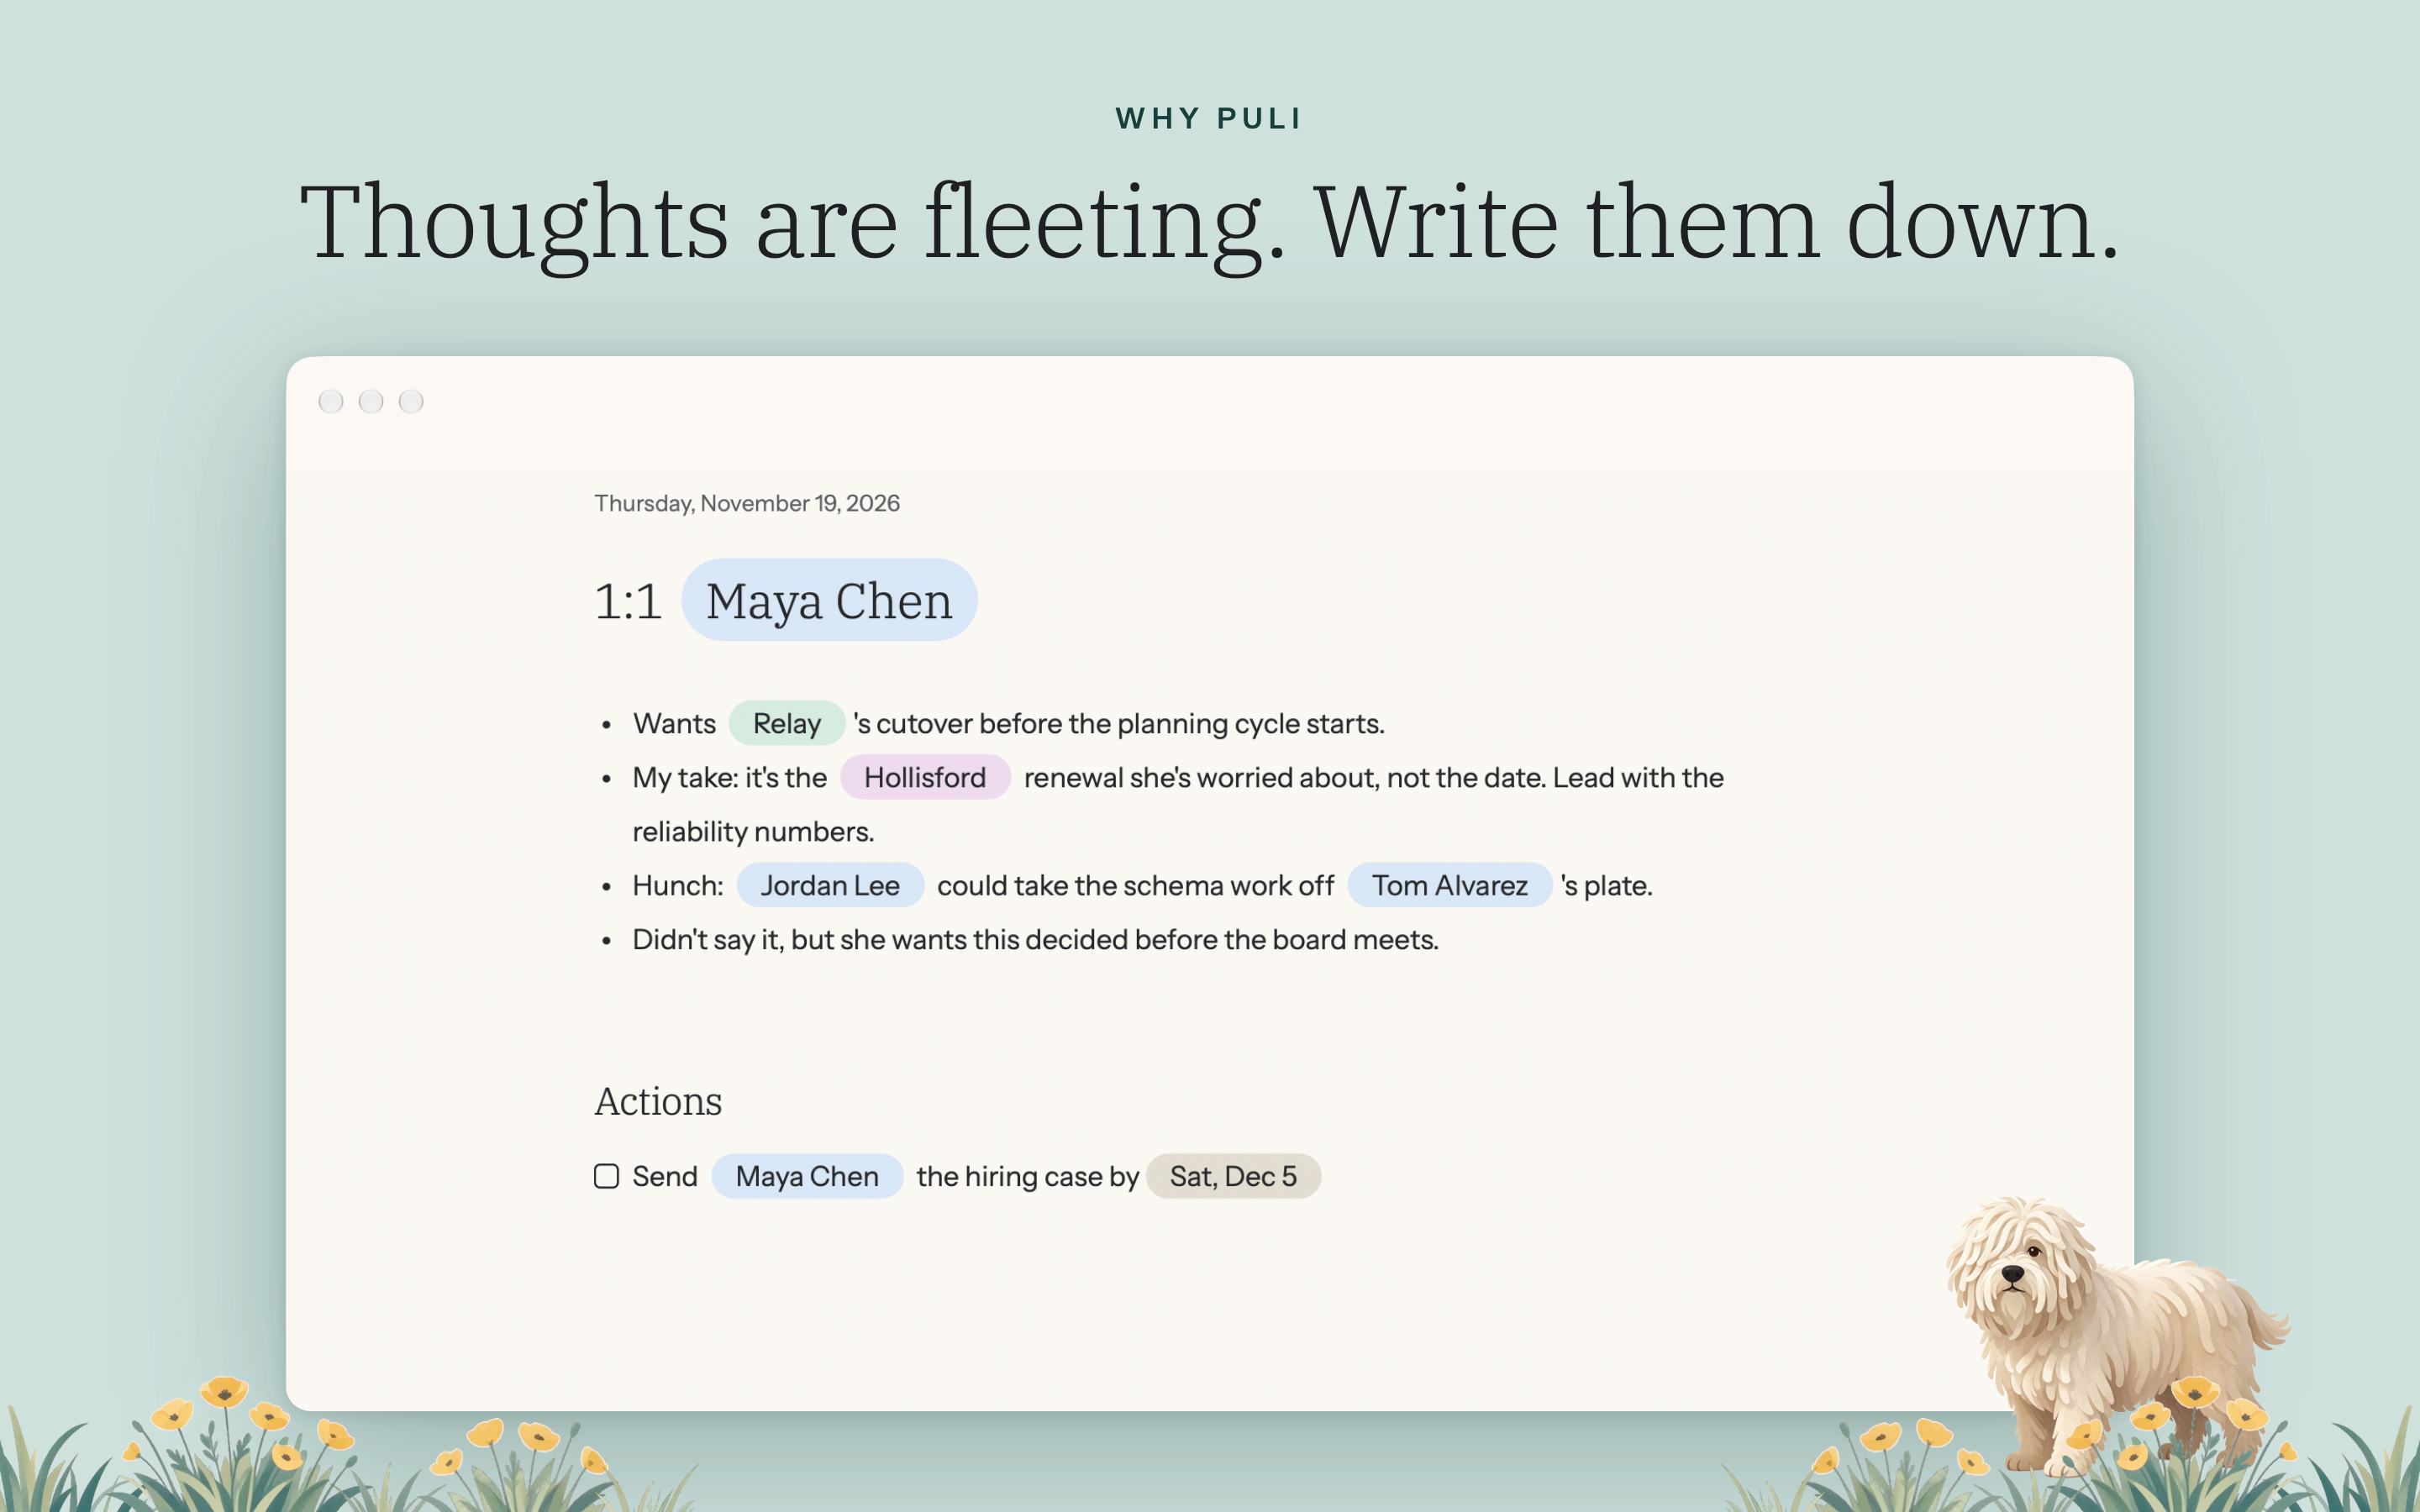 WHY PULI
Thoughts are fleeting. Write them down.
Thursday, November 19, 2026
1:1 Maya Chen
• Wants Relay 's cutover before the planning cycle starts.
• My take: it's the Hollisford renewal she's worried about, not the date. Lead with the
reliability numbers.
• Hunch: Jordan Lee could take the schema work off Tom Alvarez 's plate.
• Didn't say it, but she wants this decided before the board meets.
Actions
Send Maya Chen the hiring case by Sat, Dec 5